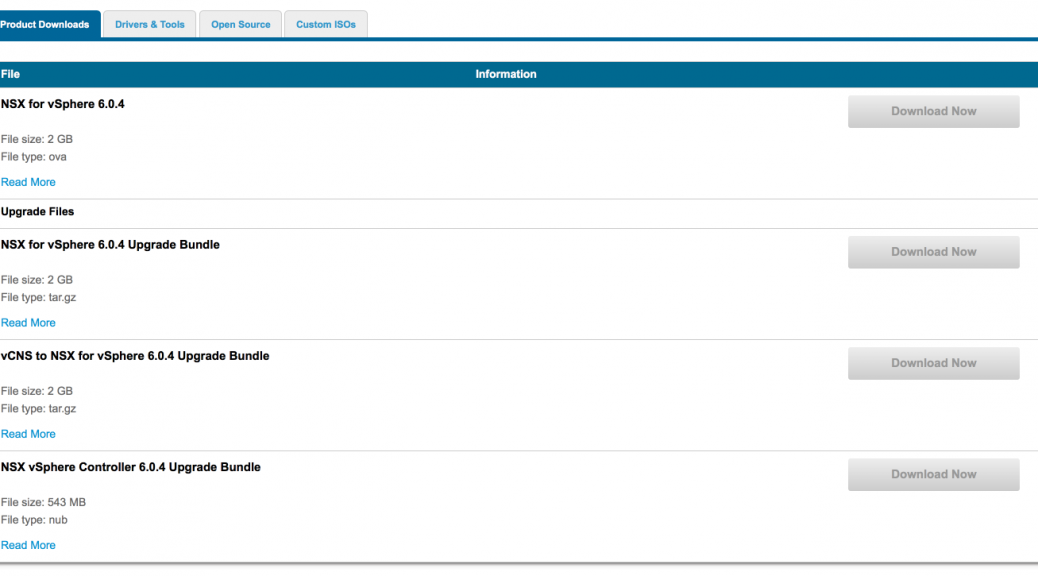 Product Downloads Drivers & Tools Open Source Custom ISOs
File Information
NSX for vSphere 6.0.4 Download Now
File size: 2 GB
File type: ova
Read More
Upgrade Files
NSX for vSphere 6.0.4 Upgrade Bundle Download Now
File size: 2 GB
File type: tar.gz
Read More
vCNS to NSX for vSphere 6.0.4 Upgrade Bundle Download Now
File size: 2 GB
File type: tar.gz
Read More
NSX vSphere Controller 6.0.4 Upgrade Bundle Download Now
File size: 543 MB
File type: nub
Read More